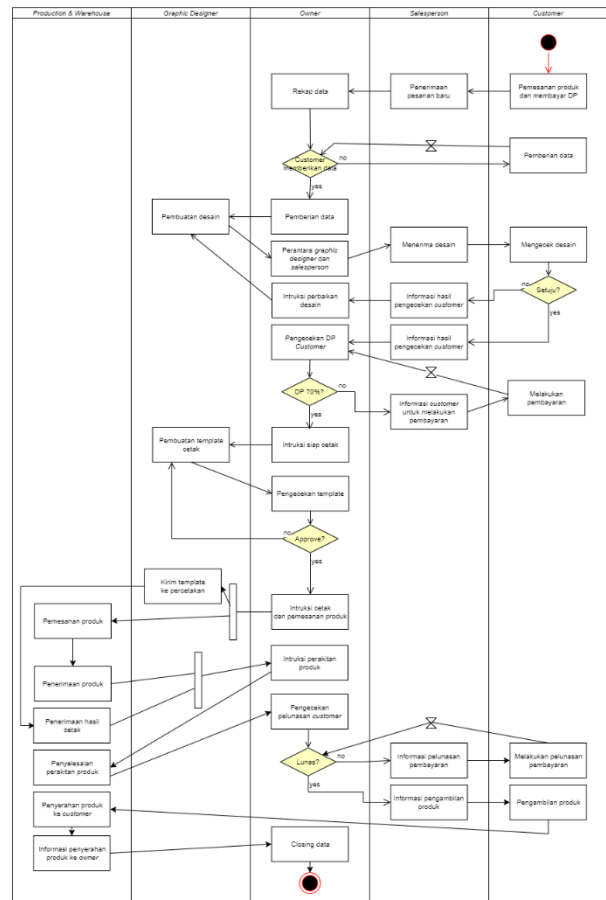 Production & Warehouse
Graphic Designer
Owner
Salesperson
Customer
Rekap data
Penerimaan
pesanan baru
Pemesanan produk
dan membayar DP
Customer
memberikan data
no
Pemberian data
yes
Pembuatan desain
Pemberian data
Perantara graphic
designer dan
salesperson
Menerima desain
Mengecek desain
Intruksi perbaikan
desain
Informasi hasil
pengecekan customer
no
Setuju?
yes
Pengecekan DP
Customer
Informasi hasil
pengecekan customer
DP 70%?
no
Informasi customer
untuk melakukan
pembayaran
Melakukan
pembayaran
yes
Pembuatan template
cetak
Intruksi siap cetak
Pengecekan template
no
Approve?
yes
Kirim template
ke percetakan
Pemesanan produk
Intruksi cetak
dan pemesanan produk
Penerimaan produk
Intruksi perakitan
produk
Penerimaan hasil
cetak
Pengecekan
pelunasan customer
Penyelesaian
perakitan produk
Lunas?
no
Informasi pelunasan
pembayaran
Melakukan pelunasan
pembayaran
yes
Penyerahan produk
ke customer
Informasi pengambilan
produk
Pengambilan produk
Informasi penyerahan
produk ke owner
Closing data